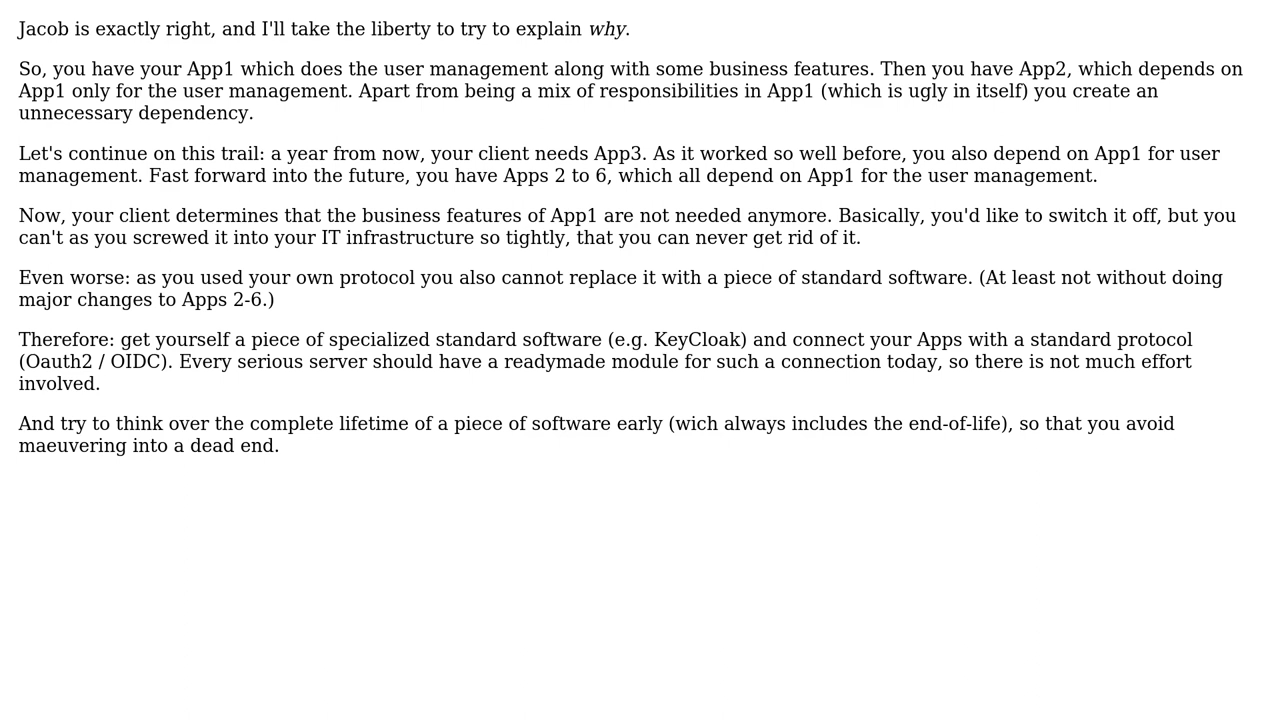 Jacob is exactly right, and I'll take the liberty to try to explain why.
So, you have your App1 which does the user management along with some business features. Then you have App2, which depends on
App1 only for the user management. Apart from being a mix of responsibilities in App1 (which is ugly in itself) you create an
unnecessary dependency.
Let's continue on this trail: a year from now, your client needs App3. As it worked so well before, you also depend on App1 for user
management. Fast forward into the future, you have Apps 2 to 6, which all depend on App1 for the user management.
Now, your client determines that the business features of App1 are not needed anymore. Basically, you'd like to switch it off, but you
can't as you screwed it into your IT infrastructure so tightly, that you can never get rid of it.
Even worse: as you used your own protocol you also cannot replace it with a piece of standard software. (At least not without doing
major changes to Apps 2-6.)
Therefore: get yourself a piece of specialized standard software (e.g. KeyCloak) and connect your Apps with a standard protocol
(Oauth2 / OIDC). Every serious server should have a readymade module for such a connection today, so there is not much effort
involved.
And try to think over the complete lifetime of a piece of software early (wich always includes the end-of-life), so that you avoid
maeuvering into a dead end.